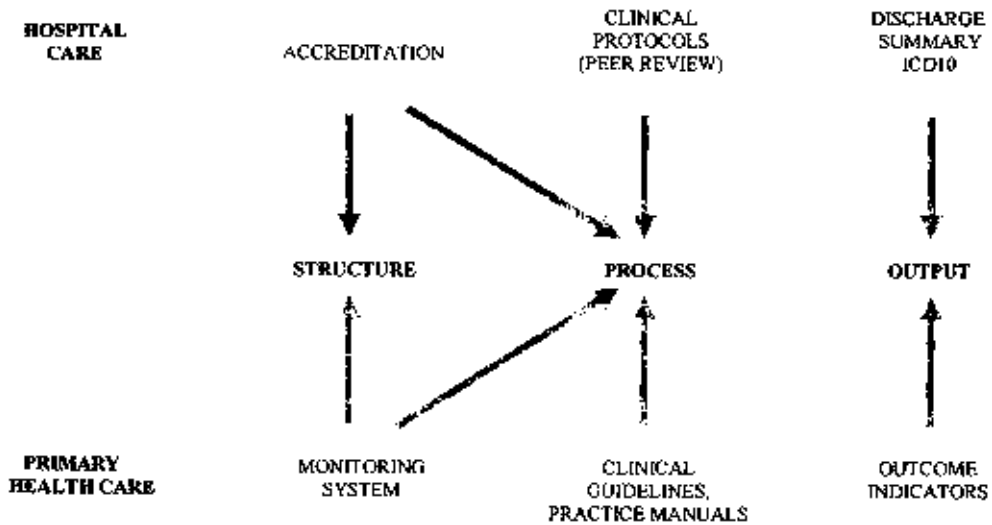 HOSPITAL
CARE
ACCREDITATION
CLINICAL
PROTOCOLS
(PEER REVIEW)
DISCHARGE
SUMMARY
ICD10
STRUCTURE
PROCESS
OUTPUT
PRIMARY
HEALTH CARE
MONITORING
SYSTEM
CLINICAL
GUIDELINES,
PRACTICE MANUALS
OUTCOME
INDICATORS